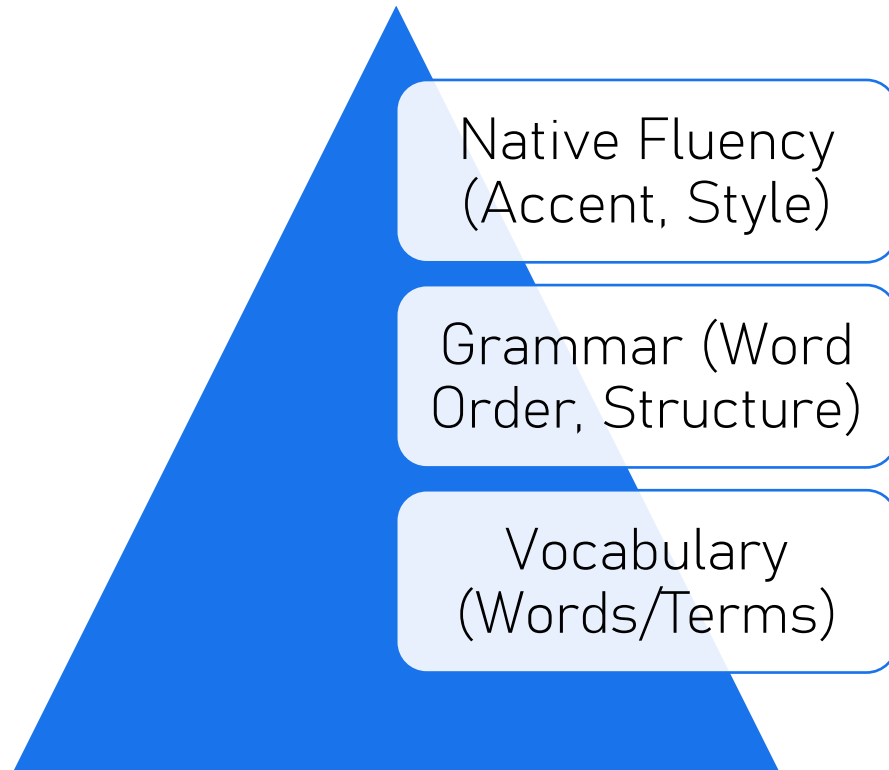 Native Fluency
(Accent, Style)
Grammar (Word
Order, Structure)
Vocabulary
(Words/Terms)